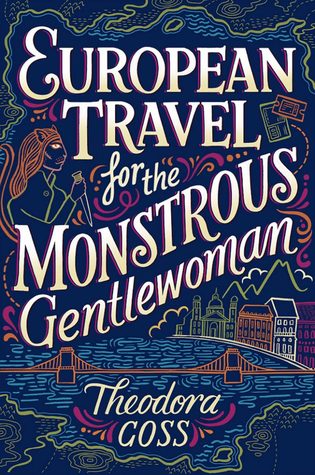 EUROPEAN
TRAVEL
for the
MONSTROUS
Gentlewoman
Theodora
GOSS